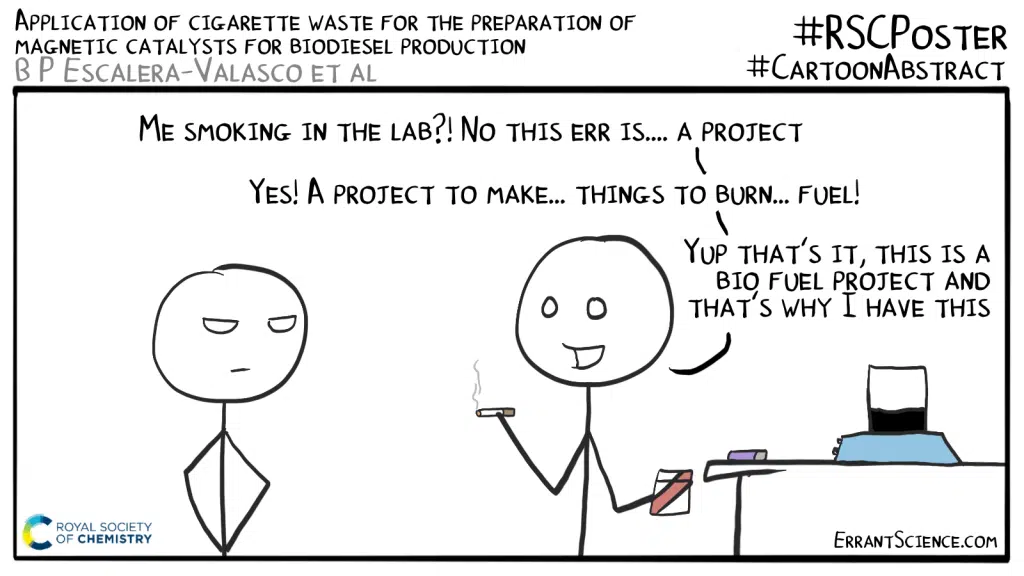 Application of cigarette waste for the preparation of
magnetic catalysts for biodiesel production
B P Escalera-Valasco et al
#RSCPoster
#CartoonAbstract
Me smoking in the lab?! No this err is.... a project
Yes! A project to make... things to burn... fuel!
Yup that's it, this is a
bio fuel project and
that's why I have this
Royal Society
of Chemistry
ErrantScience.com